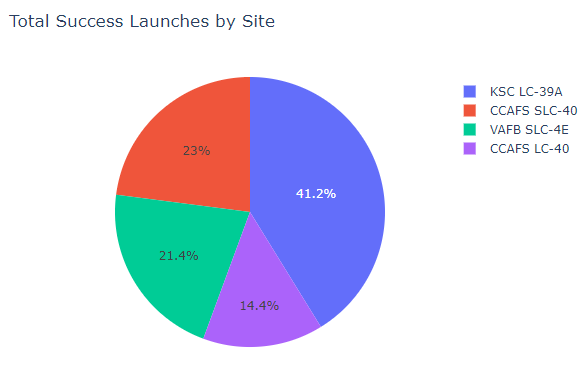 Total Success Launches by Site
KSC LC-39A
CCAFS SLC-40
VAFB SLC-4E
CCAFS LC-40
23%
41.2%
21.4%
14.4%